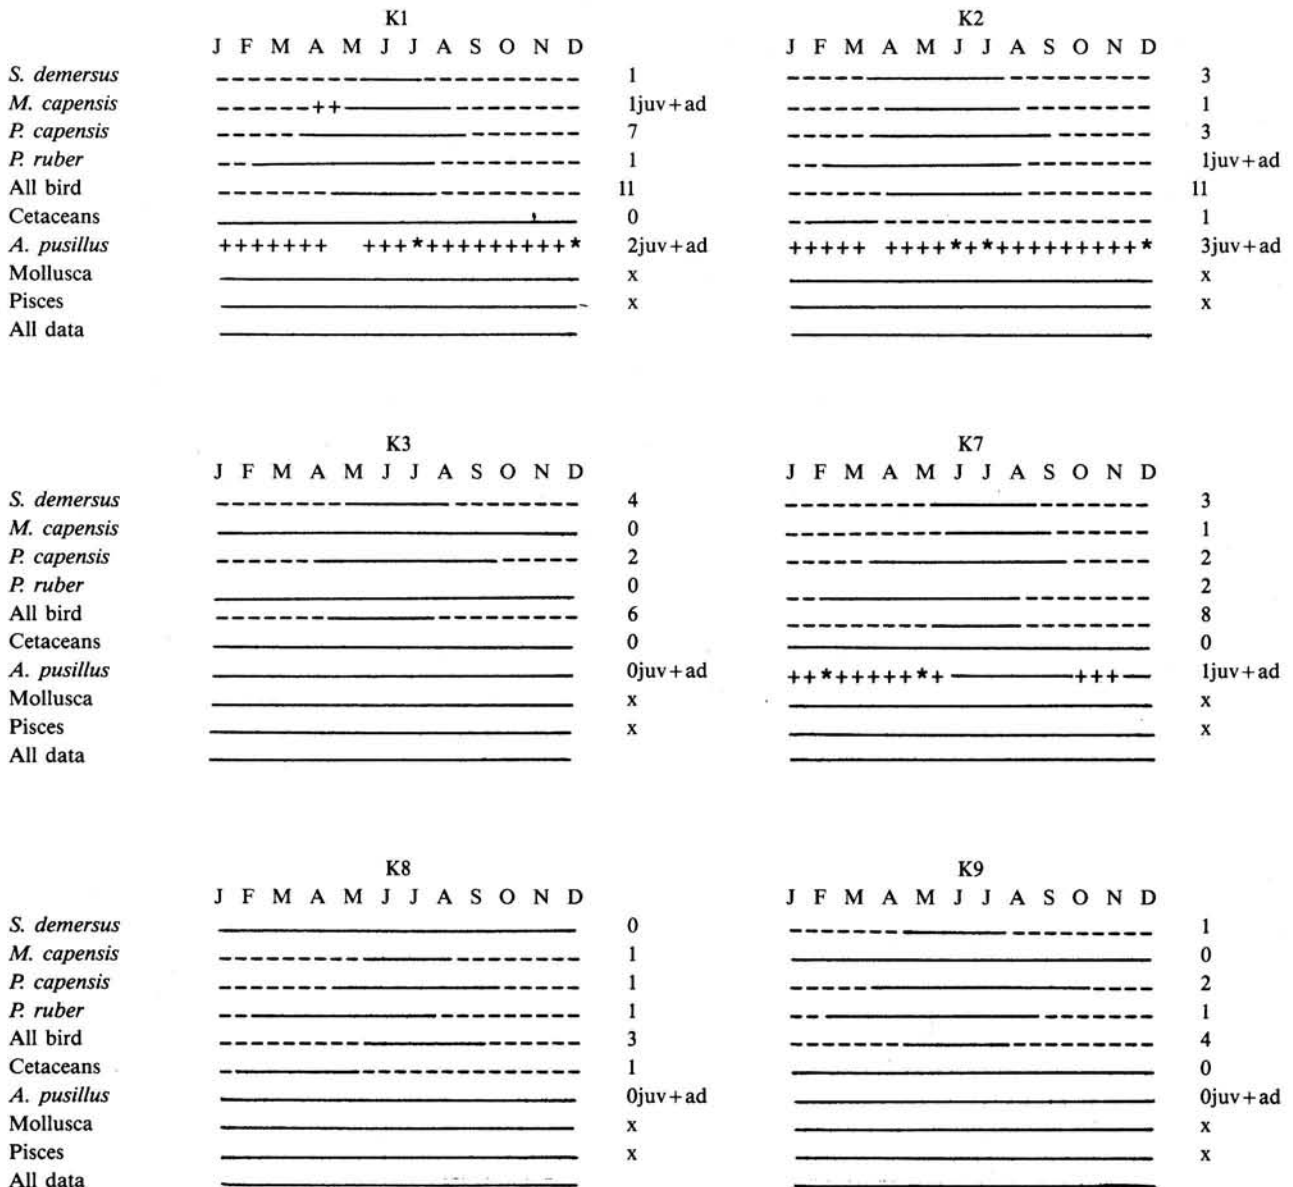 K1 K2
J F M A M J J A S O N D J F M A M J J A S O N D
S. demersus 1 3
M. capensis ++ 1juv+ad 1
P. capensis 7 3
P. ruber 1 1juv+ad
All bird 11 11
Cetaceans 0 1
A. pusillus +++++++ +++*+++++++++* 2juv+ad +++++ ++++*+*+++++++++* 3juv+ad
Mollusca x x
Pisces x x
All data
K3 K7
J F M A M J J A S O N D J F M A M J J A S O N D
S. demersus 4 3
M. capensis 0 1
P. capensis 2 2
P. ruber 0 2
All bird 6 8
Cetaceans 0 0
A. pusillus 0juv+ad ++*+++++*+ +++ 1juv+ad
Mollusca x x
Pisces x x
All data
K8 K9
J F M A M J J A S O N D J F M A M J J A S O N D
S. demersus 0 1
M. capensis 1 0
P. capensis 1 2
P. ruber 1 1
All bird 3 4
Cetaceans 1 0
A. pusillus 0juv+ad 0juv+ad
Mollusca x x
Pisces x x
All data